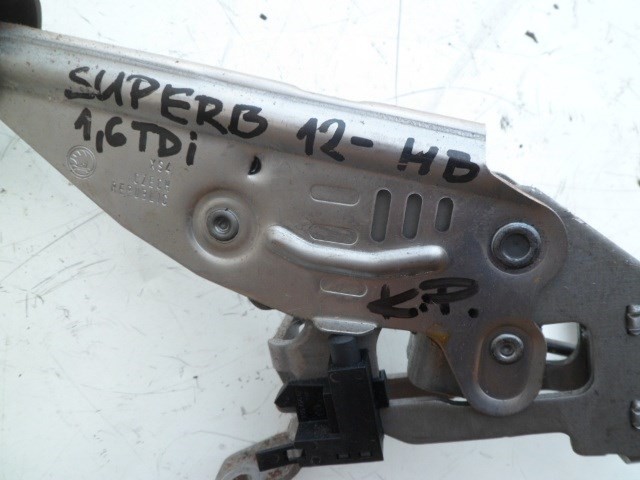 SUPERB 12- HB
1,6TDi
K.P.